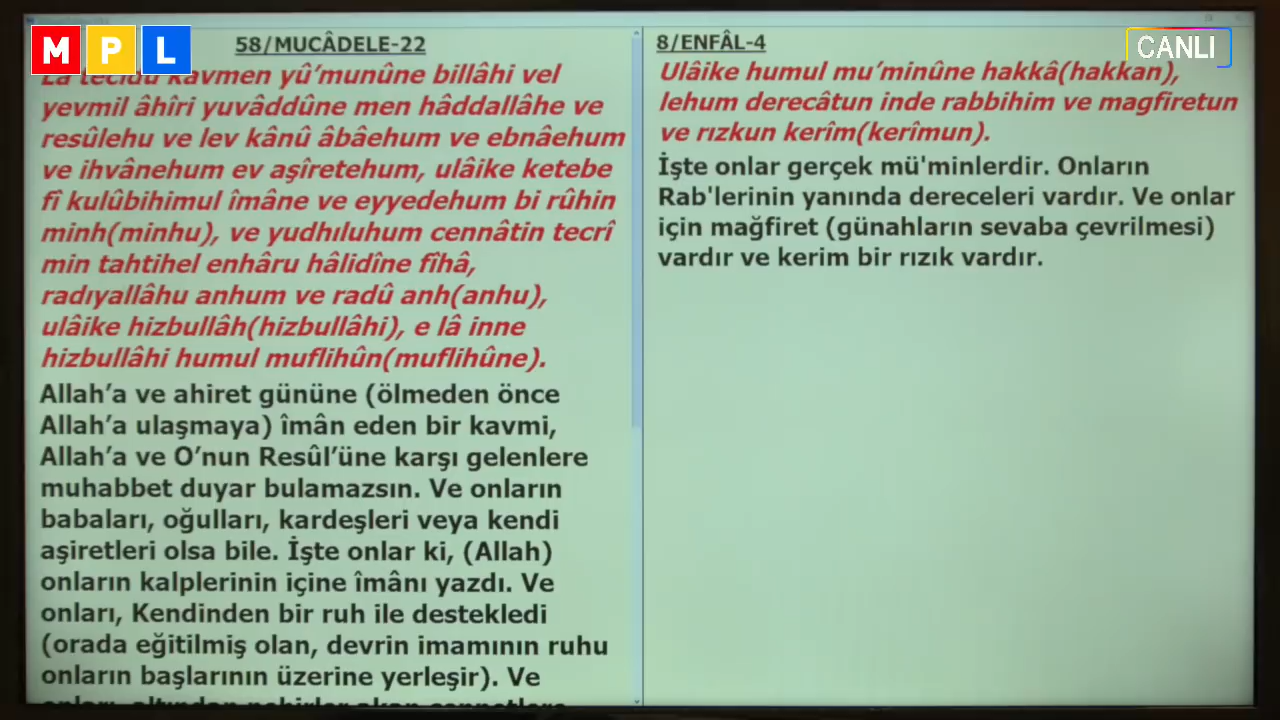 MPL
CANLI
58/MUCÂDELE-22
kavmen yû’munûne billâhi vel
yevmil âhîri yuvâddûne men hâddallâhe ve
resûlehu ve lev kânû âbâehum ve ebnâehum
ve ihvânehum ev aşîretehum, ulâike ketebe
fî kulûbihimul îmâne ve eyyedehum bi rûhin
minh(minhu), ve yudhıluhum cennâtin tecrî
min tahtihel enhâru hâlidîne fîhâ,
radıyallâhu anhum ve radû anh(anhu),
ulâike hizbullâh(hizbullâhi), e lâ inne
hizbullâhi humul muflihûn(muflihûne).
Allah’a ve ahiret gününe (ölmeden önce
Allah’a ulaşmaya) îmân eden bir kavmi,
Allah’a ve O’nun Resûl’üne karşı gelenlere
muhabbet duyar bulamazsın. Ve onların
babaları, oğulları, kardeşleri veya kendi
aşiretleri olsa bile. İşte onlar ki, (Allah)
onların kalplerinin içine îmânı yazdı. Ve
onları, Kendinden bir ruh ile destekledi
(orada eğitilmiş olan, devrin imamının ruhu
onların başlarının üzerine yerleşir). Ve
8/ENFÂL-4
Ulâike humul mu’minûne hakkâ(hakkan),
lehum derecâtun inde rabbihim ve magfiretun
ve rızkun kerîm(kerîmun).
İşte onlar gerçek mü'minlerdir. Onların
Rab'lerinin yanında dereceleri vardır. Ve onlar
için mağfiret (günahların sevaba çevrilmesi)
vardır ve kerim bir rızık vardır.